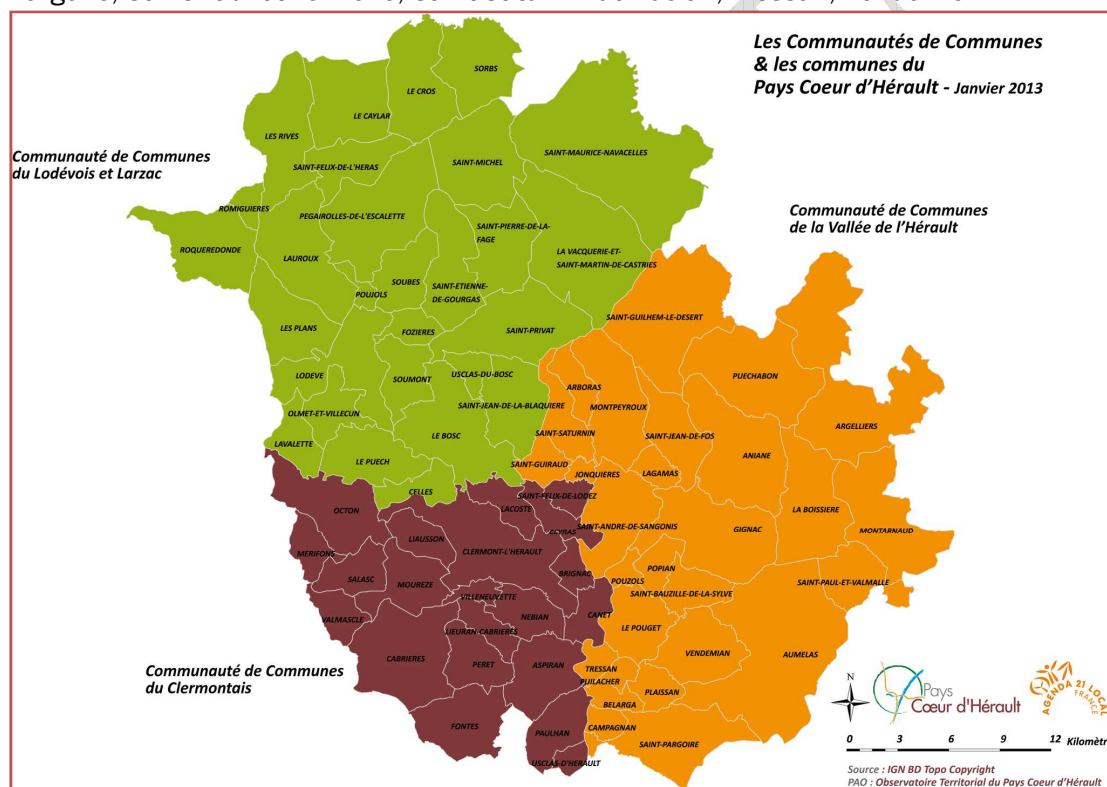 Les Communautés de Communes
& les communes du
Pays Coeur d'Hérault - Janvier 2013
SORBS
LE CROS
LE CAYLAR
LES RIVES
SAINT-MAURICE-NAVACELLES
Communauté de Communes
du Lodévois et Larzac
SAINT-MICHEL
SAINT-FELIX-DE-L'HERAS
ROMIGUIERES
PEGAIROLLES-DE-L'ESCALETTE
Communauté de Communes
de la Vallée de l'Hérault
SAINT-PIERRE-DE-LA-
FAGE
ROQUEREDONDE
LAUROUX
LA VACQUERIE-ET-
SAINT-MARTIN-DE-CASTRIES
SOUBES
SAINT-ETIENNE-
DE-GOURGAS
POUJOLS
SAINT-GUILHEM-LE-DESERT
LES PLANS
FOZIERES
SAINT-PRIVAT
LODEVE
SOUMONT
USCLAS-DU-BOSC
ARBORAS
PUECHABON
SAINT-JEAN-DE-LA-BLAQUIERE
MONTPEYROUX
OLMET-ET-VILLECUN
ARGELLIERS
LE BOSC
SAINT-SATURNIN
SAINT-JEAN-DE-FOS
LAVALETTE
LE PUECH
SAINT-GUIRAUD
JONQUIERES
LAGAMAS
ANIANE
CELLES
SAINT-FELIX-DE-LODEZ
OCTON
LACOSTE
LA BOISSIERE
SAINT-ANDRE-DE-SANGONIS
GIGNAC
MONTARNAUD
LIAUSSON
CLERMONT-L'HERAULT
MERIFONS
SALASC
MOUREZE
BRIGNAC
POPIAN
POUZOLS
SAINT-PAUL-ET-VALMALLE
VILLENEUVETTE
SAINT-BAUZILLE-DE-LA-SYLVE
VALMASCLE
NEBIAN
CANET
LE POUGET
LIEURAN-CABRIERES
CABRIERES
PERET
ASPIRAN
VENDEMIAN
AUMELAS
Communauté de Communes
du Clermontais
TRESSAN
PUILACHER
PLAISSAN
BELARGA
FONTES
PAULHAN
CAMPAGNAN
SAINT-PARGOIRE
USCLAS-D'HERAULT
N
Pays
Cœur d'Hérault
AGENDA 21 LOCAL
FRANCE
0 3 6 9 12 Kilomètr
Source : IGN BD Topo Copyright
PAO : Observatoire Territorial du Pays Coeur d'Hérault